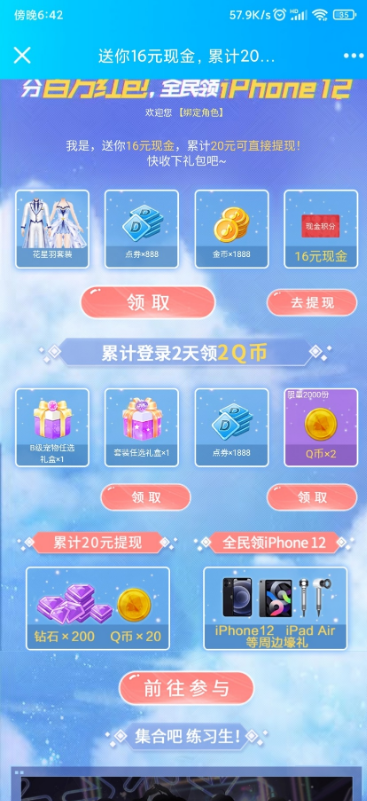 傍晚6:42
57.9K/s
HD
95
送你16元现金，累计20...
分百万红包!，全民领iPhone 12
欢迎您 【绑定角色】
我是，送你16元现金，累计20元可直接提现！
快收下礼包吧~
花星羽套装
点券×888
金币×1888
现金积分
16元现金
领取
去提现
累计登录2天领2Q币
B级宠物任选
礼盒×1
套装任选礼盒×1
点券×1888
限量2000份
Q币×2
领取
领取
累计20元提现
全民领iPhone 12
钻石×200
Q币×20
iPhone12 iPad Air
等周边壕礼
前往参与
集合吧 练习生！